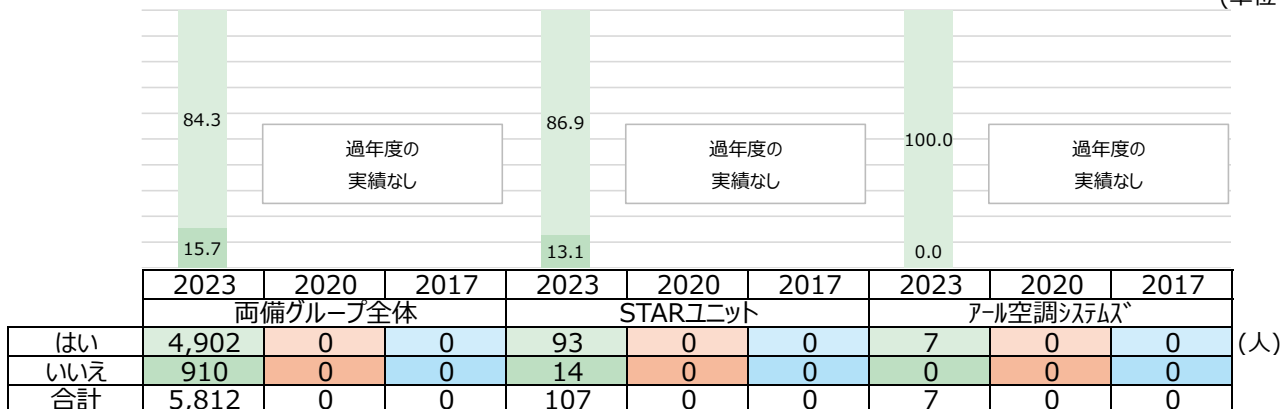 (単位
84.3 86.9 100.0
過年度の 過年度の 過年度の
実績なし 実績なし 実績なし
15.7 13.1 0.0
2023 2020 2017 2023 2020 2017 2023 2020 2017
両備グループ全体 STARユニット ｱｰﾙ空調ｼｽﾃﾑｽﾞ
はい 4,902 0 0 93 0 0 7 0 0 (人)
いいえ 910 0 0 14 0 0 0 0 0
合計 5,812 0 0 107 0 0 7 0 0